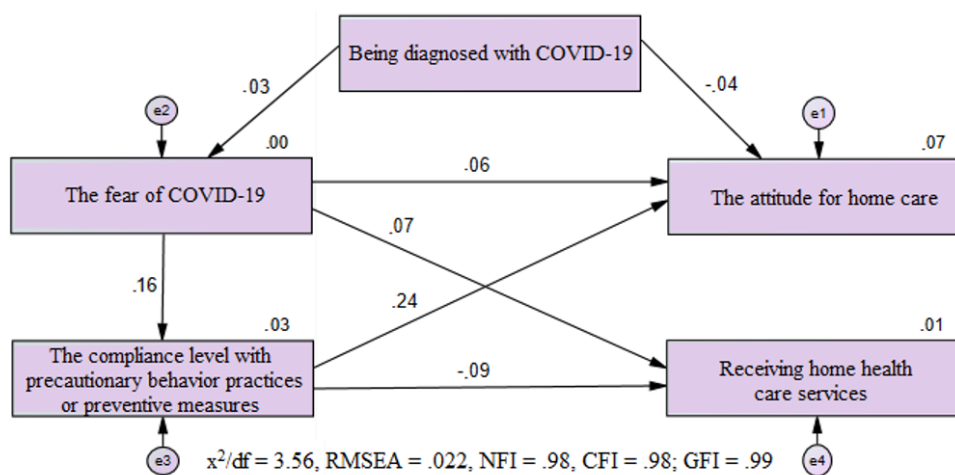 Being diagnosed with COVID-19
.03
-.04
e2
e1
.00
.07
The fear of COVID-19
.06
The attitude for home care
.07
.16
.24
.03
.01
The compliance level with
precautionary behavior practices
or preventive measures
-.09
Receiving home health
care services
e3
x²/df = 3.56, RMSEA = .022, NFI = .98, CFI = .98; GFI = .99
e4